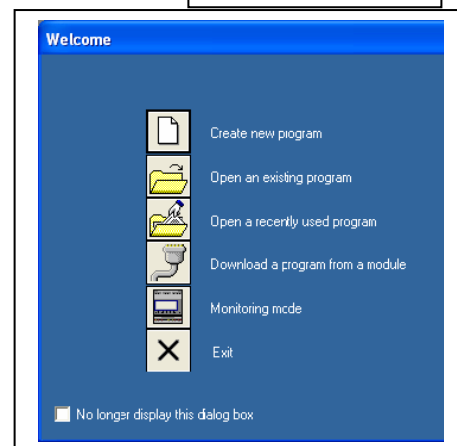 Welcome
Create new program
Open an existing program
Open a recently used program
Download a program from a module
Monitoring mode
Exit
No longer display this dialog box